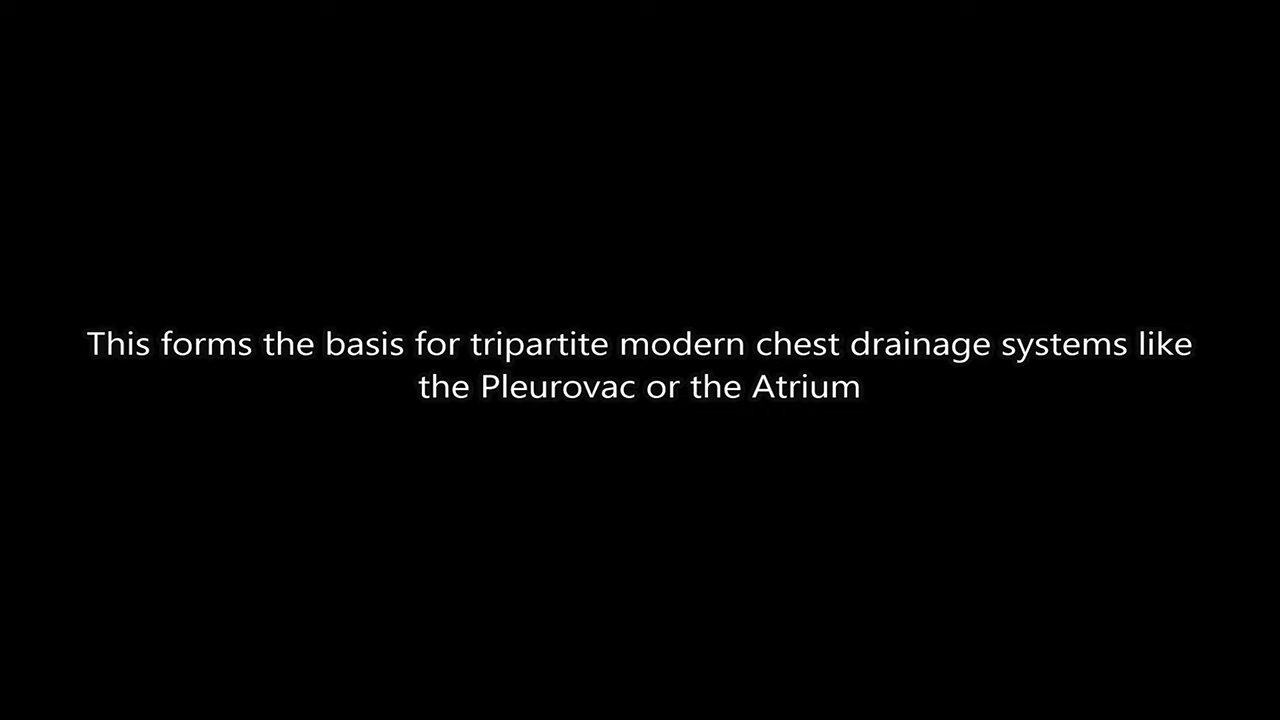 This forms the basis for tripartite modern chest drainage systems like
the Pleurovac or the Atrium